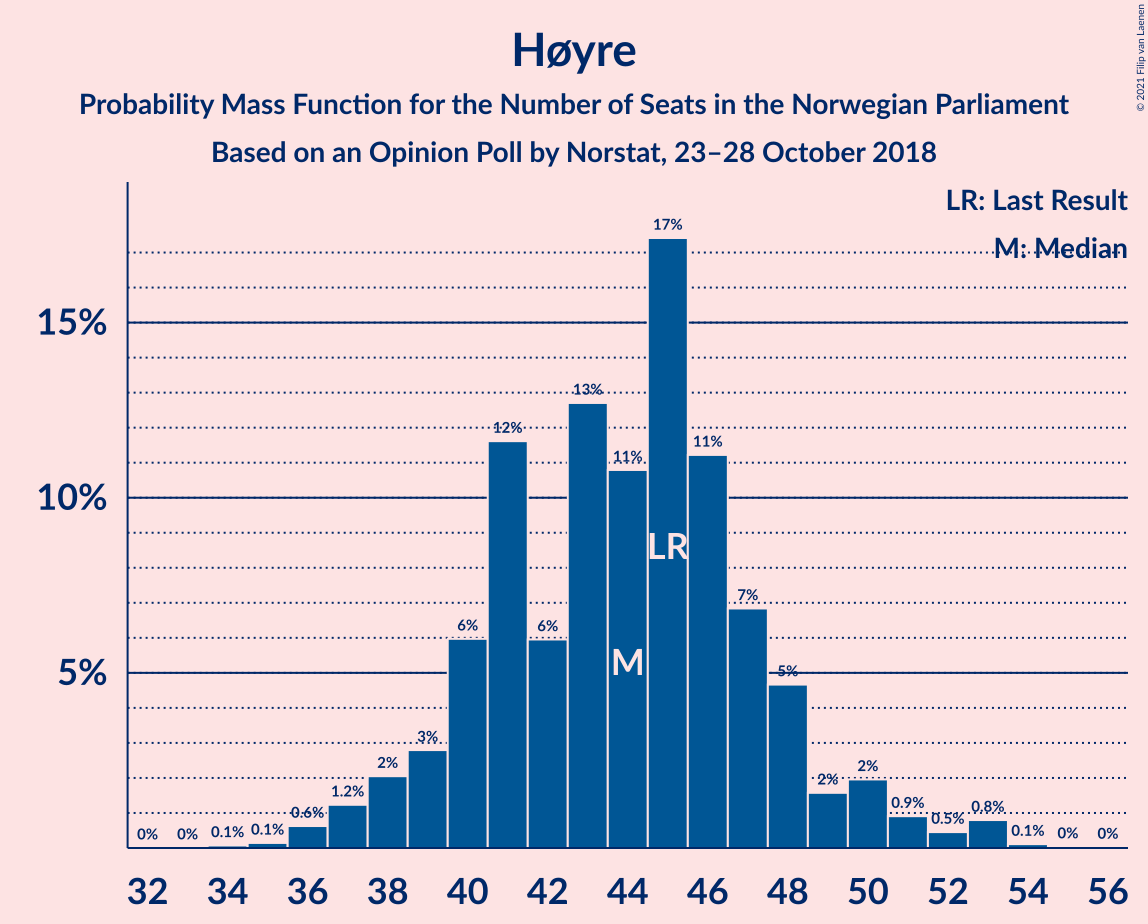 Høyre
Probability Mass Function for the Number of Seats in the Norwegian Parliament
Based on an Opinion Poll by Norstat, 23–28 October 2018
© 2021 Filip van Laenen
LR: Last Result
M: Median
15%
10%
5%
0% 0% 0.1% 0.1% 0.6% 1.2% 2% 3% 6% 12% 6% 13% 11% 17% 11% 7% 5% 2% 2% 0.9% 0.5% 0.8% 0.1% 0% 0%
LR
M
32 34 36 38 40 42 44 46 48 50 52 54 56